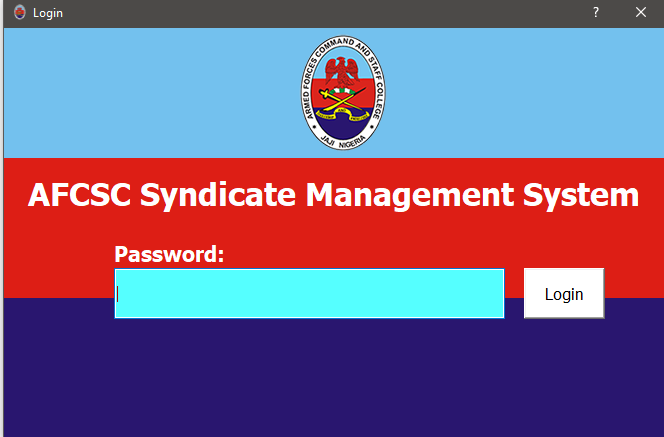 Login
?
ARMED FORCES COMMAND AND STAFF COLLEGE
JAJI NIGERIA
AFCSC Syndicate Management System
Password:
Login